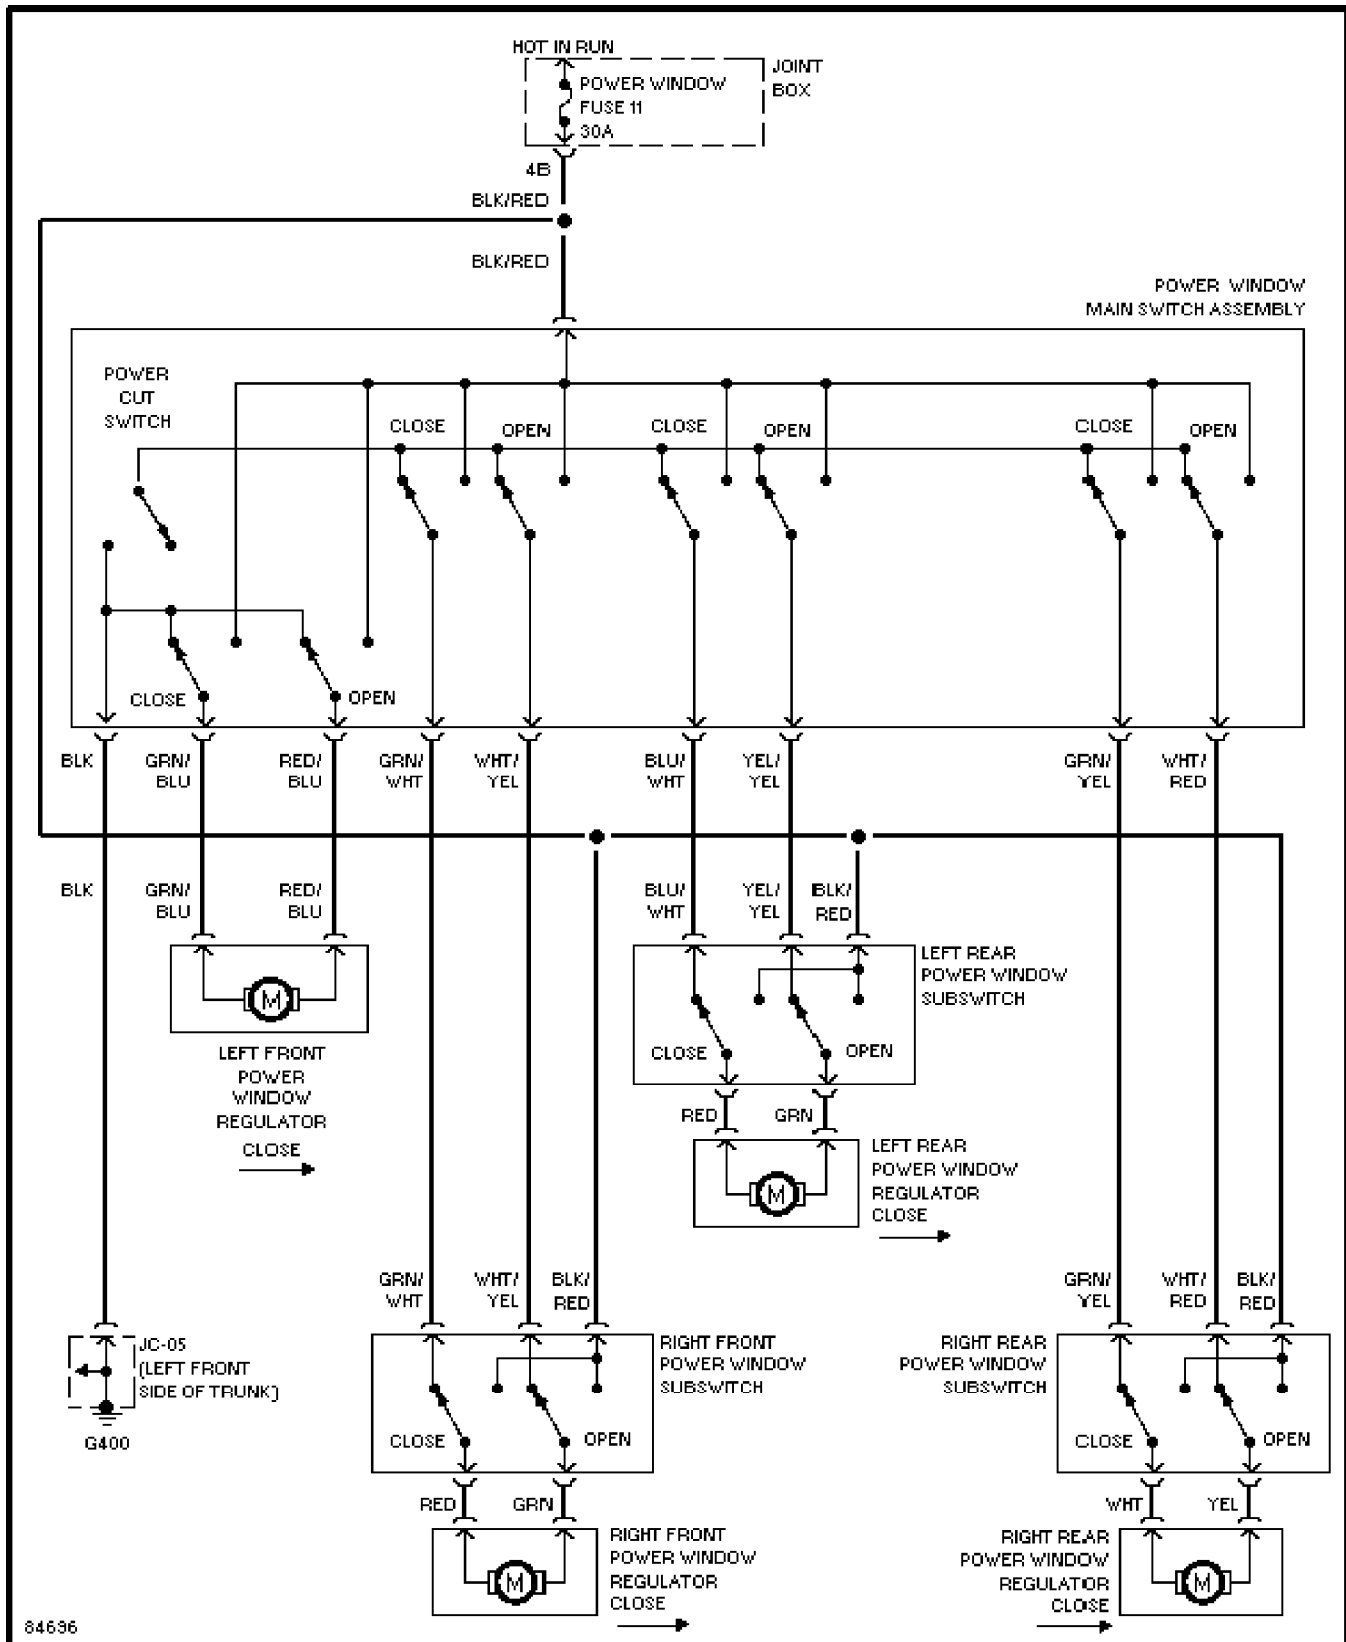 HOT IN RUN
POWER WINDOW
FUSE 11
30A
JOINT
BOX
4B
BLK/RED
BLK/RED
POWER WINDOW
MAIN SWITCH ASSEMBLY
POWER
CUT
SWITCH
CLOSE
OPEN
CLOSE
OPEN
CLOSE
OPEN
CLOSE
OPEN
BLK
GRN/
BLU
RED/
BLU
GRN/
WHT
WHT/
YEL
BLU/
WHT
YEL/
YEL
GRN/
YEL
WHT/
RED
BLK
GRN/
BLU
RED/
BLU
BLU/
WHT
YEL/
YEL
BLK/
RED
M
LEFT FRONT
POWER
WINDOW
REGULATOR
CLOSE
LEFT REAR
POWER WINDOW
SUBSWITCH
CLOSE
OPEN
RED
GRN
M
LEFT REAR
POWER WINDOW
REGULATOR
CLOSE
GRN/
WHT
WHT/
YEL
BLK/
RED
GRN/
YEL
WHT/
RED
BLK/
RED
JC-05
(LEFT FRONT
SIDE OF TRUNK)
G400
RIGHT FRONT
POWER WINDOW
SUBSWITCH
CLOSE
OPEN
RED
GRN
M
RIGHT FRONT
POWER WINDOW
REGULATOR
CLOSE
RIGHT REAR
POWER WINDOW
SUBSWITCH
CLOSE
OPEN
WHT
YEL
M
RIGHT REAR
POWER WINDOW
REGULATOR
CLOSE
84696